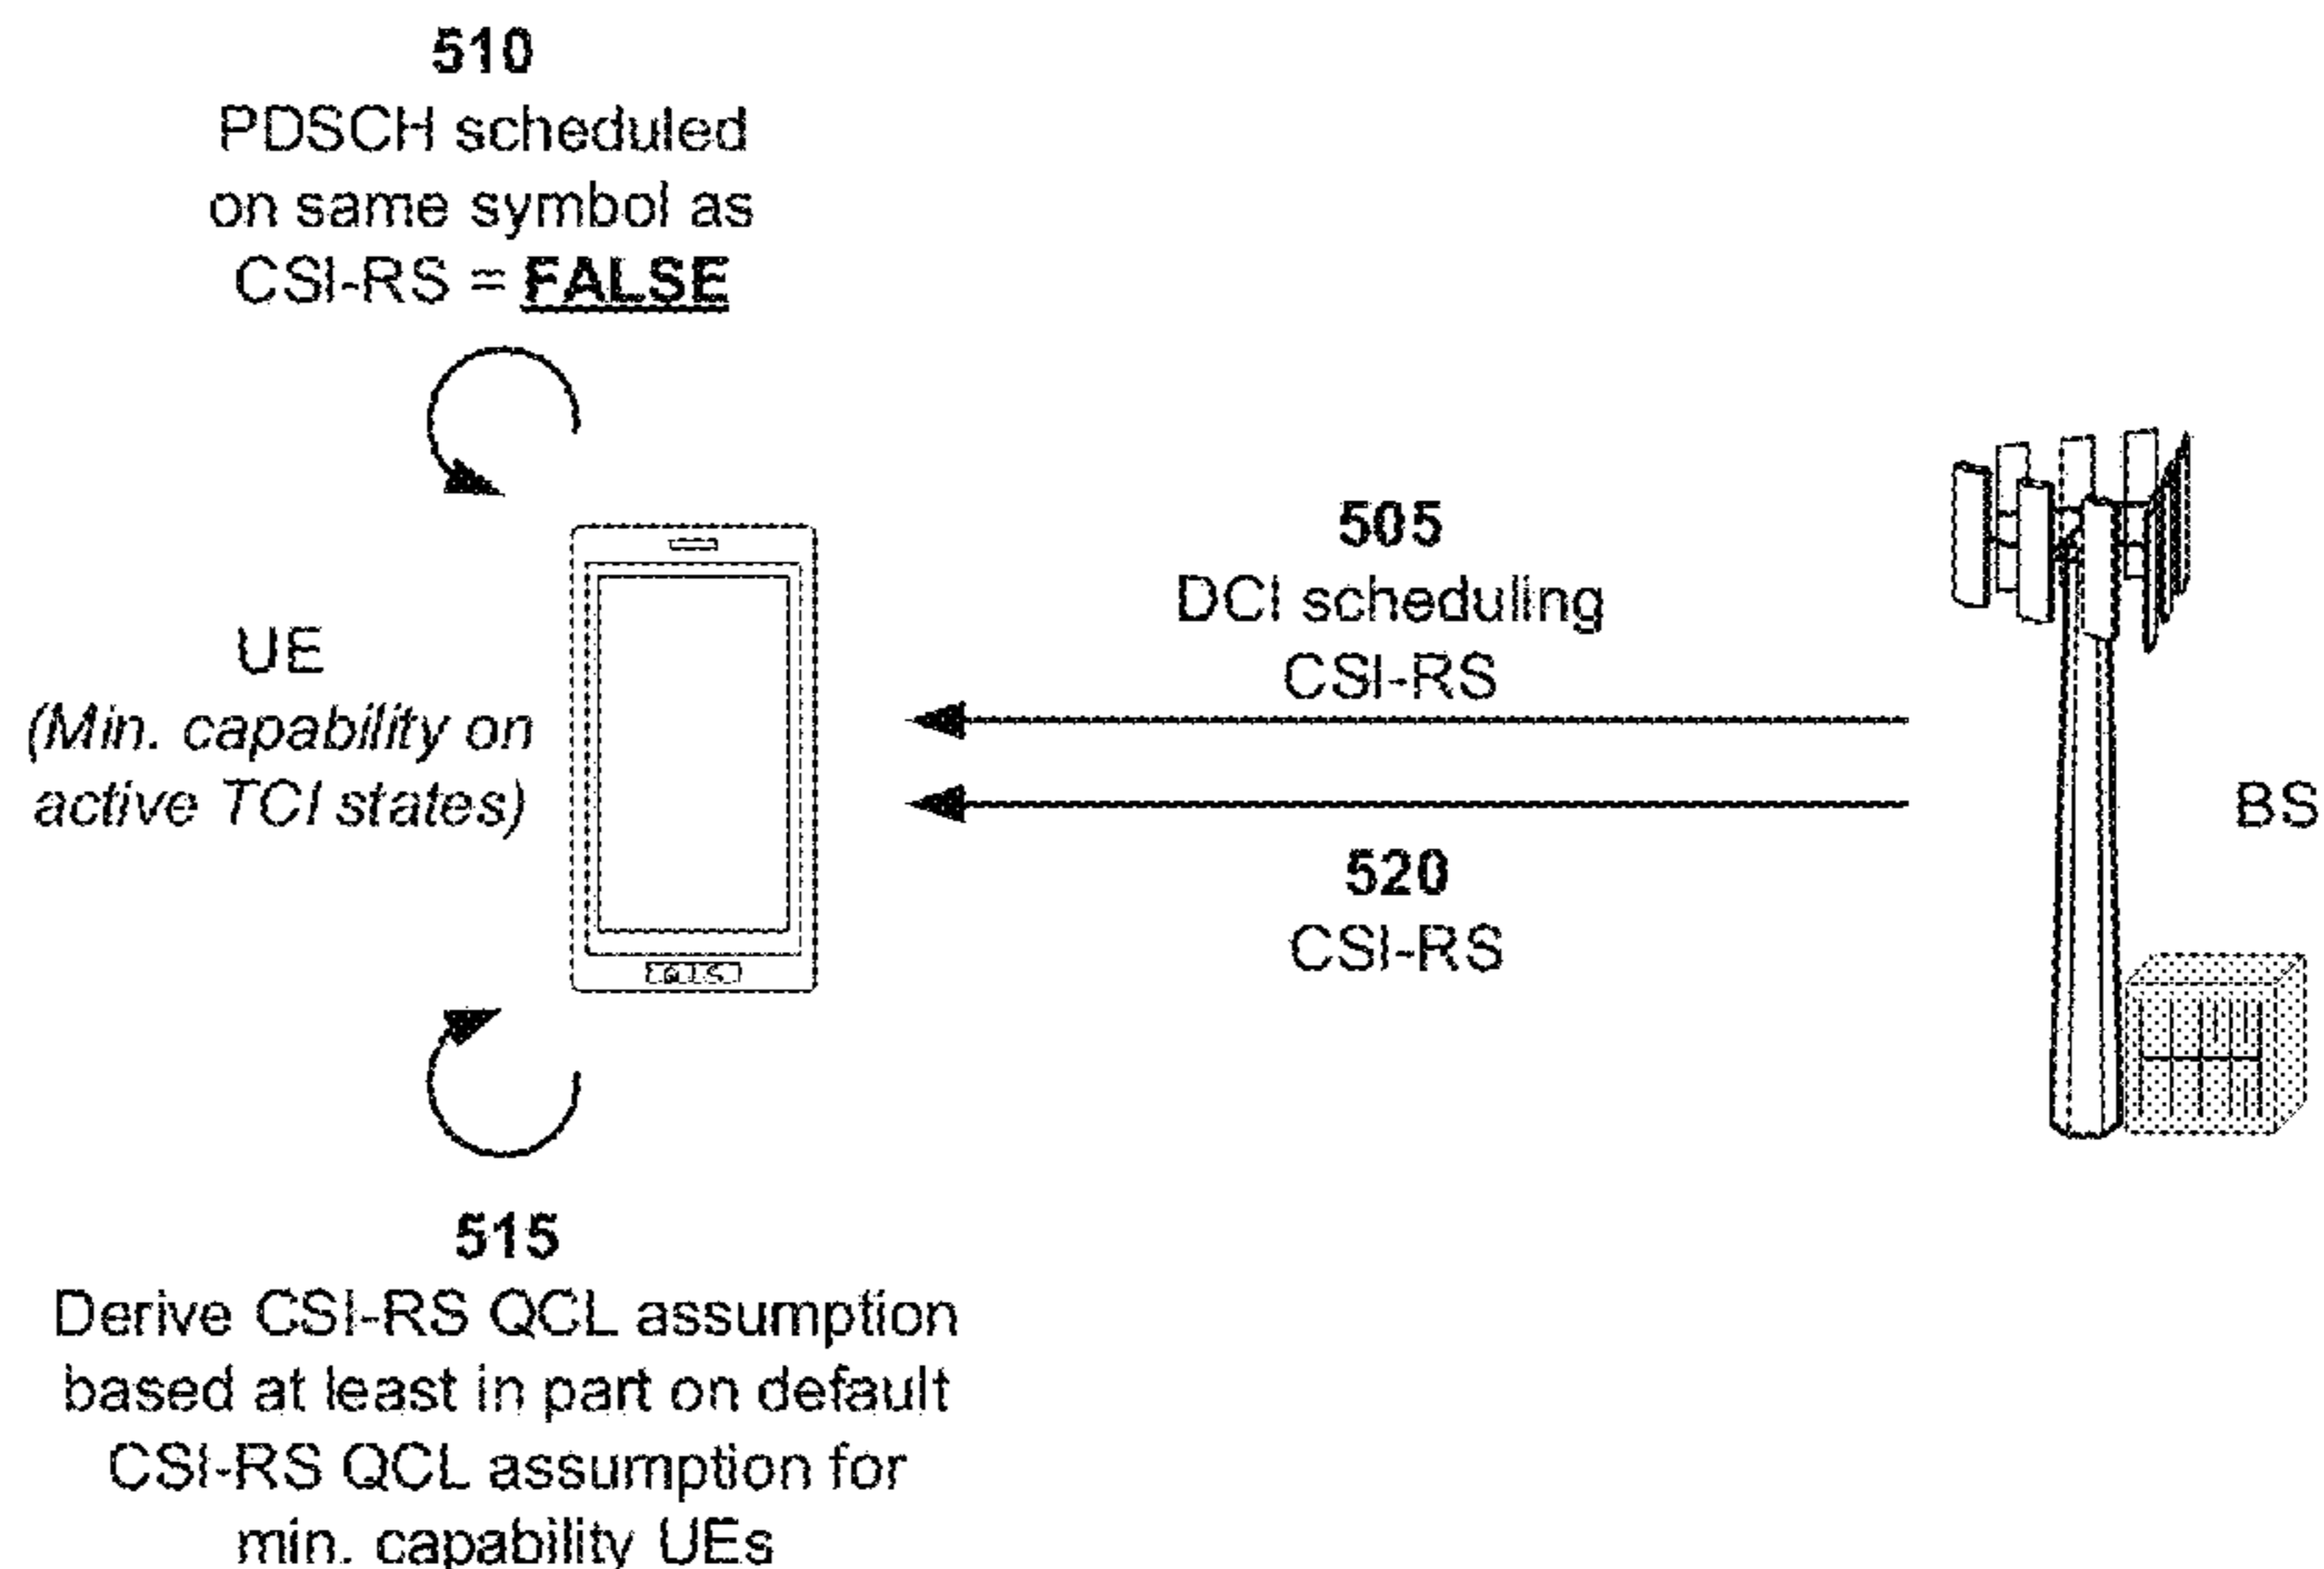 510
PDSCH scheduled
on same symbol as
CSI-RS = FALSE
505
DCI scheduling
CSI-RS
UE
(Min. capability on
active TCI states)
BS
520
CSI-RS
515
Derive CSI-RS QCL assumption
based at least in part on default
CSI-RS QCL assumption for
min. capability UEs